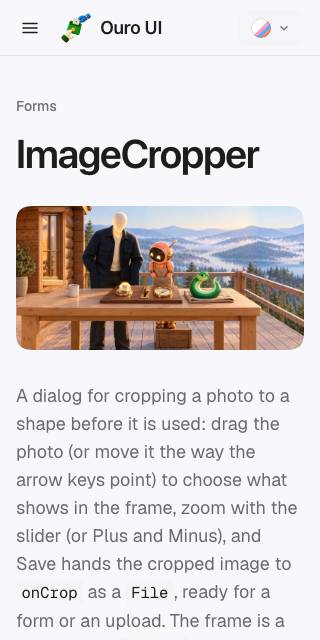 Ouro UI
Forms
ImageCropper
A dialog for cropping a photo to a
shape before it is used: drag the
photo (or move it the way the
arrow keys point) to choose what
shows in the frame, zoom with the
slider (or Plus and Minus), and
Save hands the cropped image to
onCrop as a File, ready for a
form or an upload. The frame is a